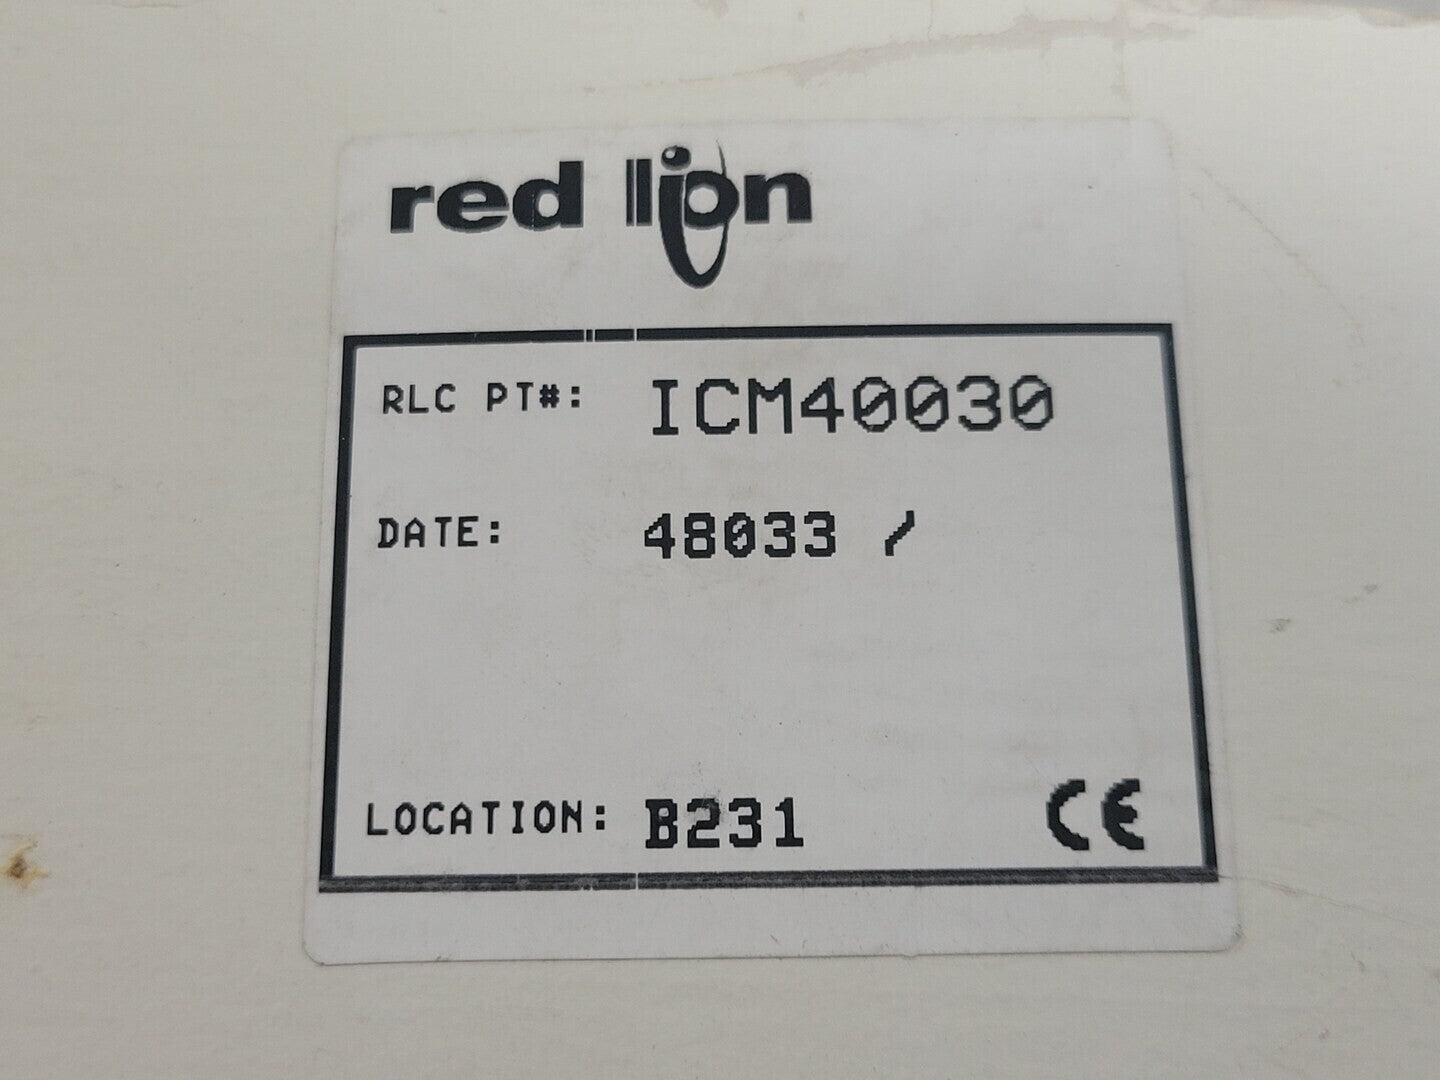 red lion
RLC PT#: ICM40030
DATE: 48033 /
LOCATION: B231 CE